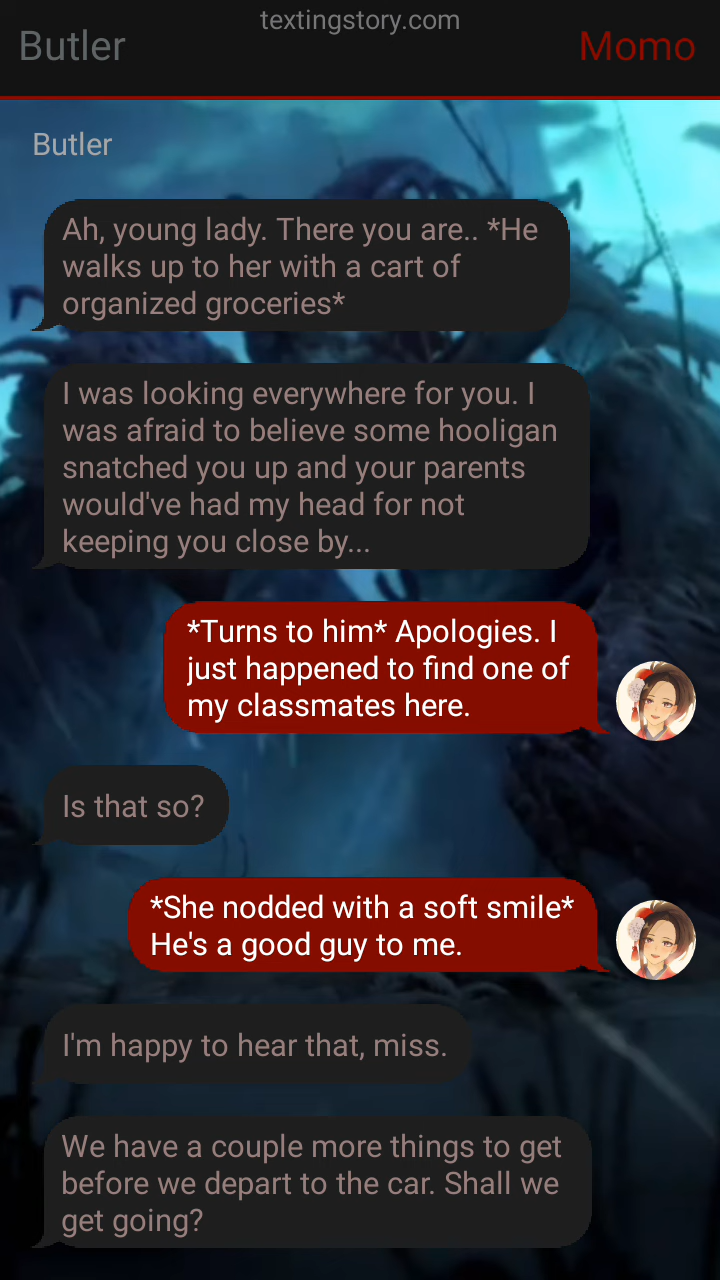 textingstory.com
Butler
Momo
Butler
Ah, young lady. There you are.. *He
walks up to her with a cart of
organized groceries*
I was looking everywhere for you. I
was afraid to believe some hooligan
snatched you up and your parents
would've had my head for not
keeping you close by...
*Turns to him* Apologies. I
just happened to find one of
my classmates here.
Is that so?
*She nodded with a soft smile*
He's a good guy to me.
I'm happy to hear that, miss.
We have a couple more things to get
before we depart to the car. Shall we
get going?